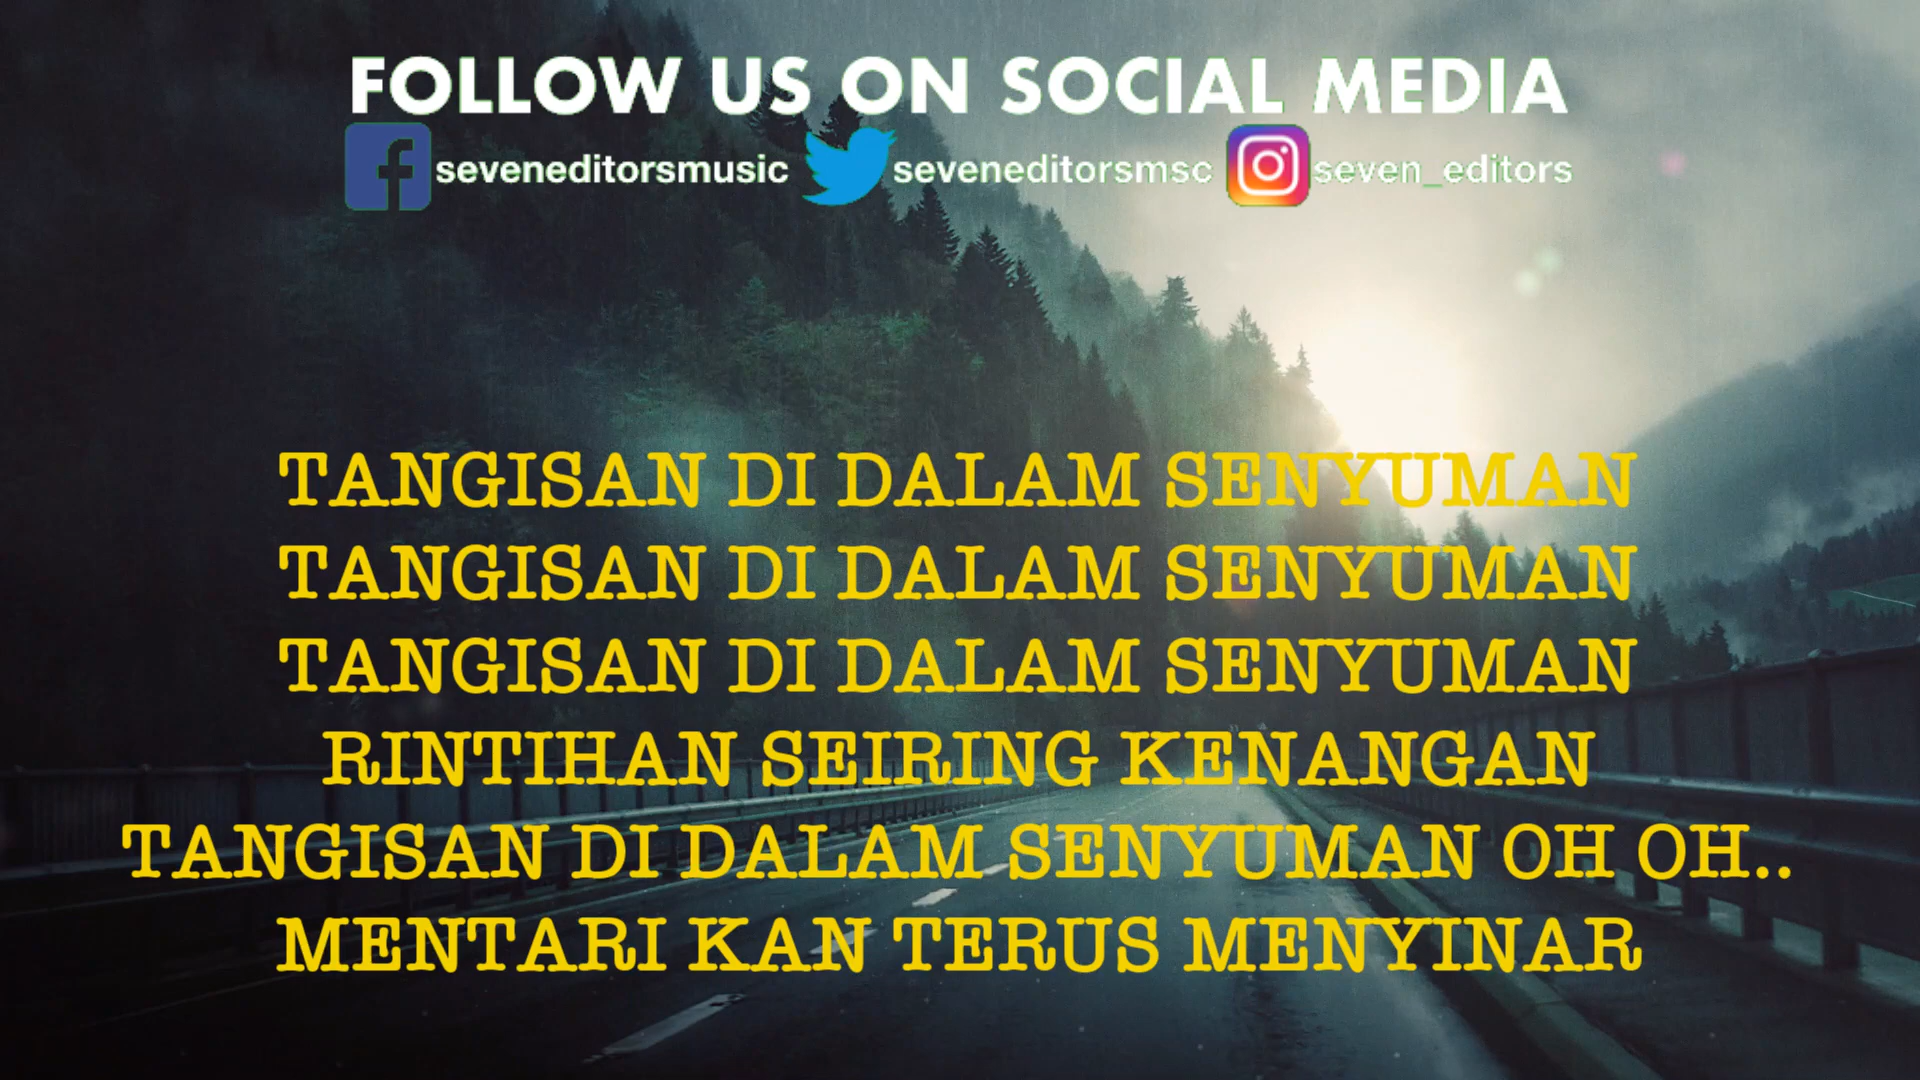 FOLLOW US ON SOCIAL MEDIA
seveneditorsmusic seveneditorsmsc seven_editors
TANGISAN DI DALAM SENYUMAN
TANGISAN DI DALAM SENYUMAN
TANGISAN DI DALAM SENYUMAN
RINTIHAN SEIRING KENANGAN
TANGISAN DI DALAM SENYUMAN OH OH..
MENTARI KAN TERUS MENYINAR